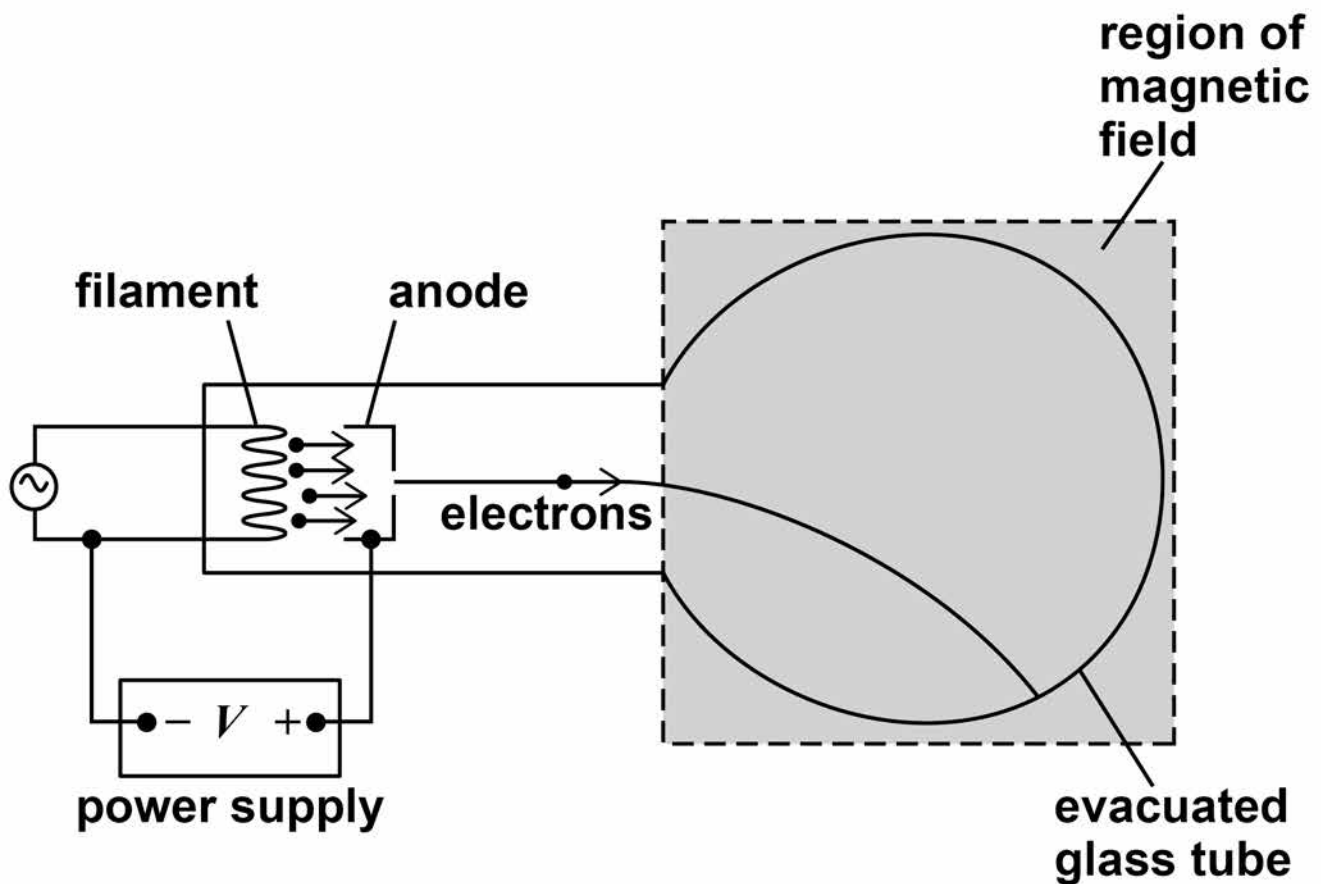 region of
magnetic
field
filament
anode
electrons
– V +
power supply
evacuated
glass tube